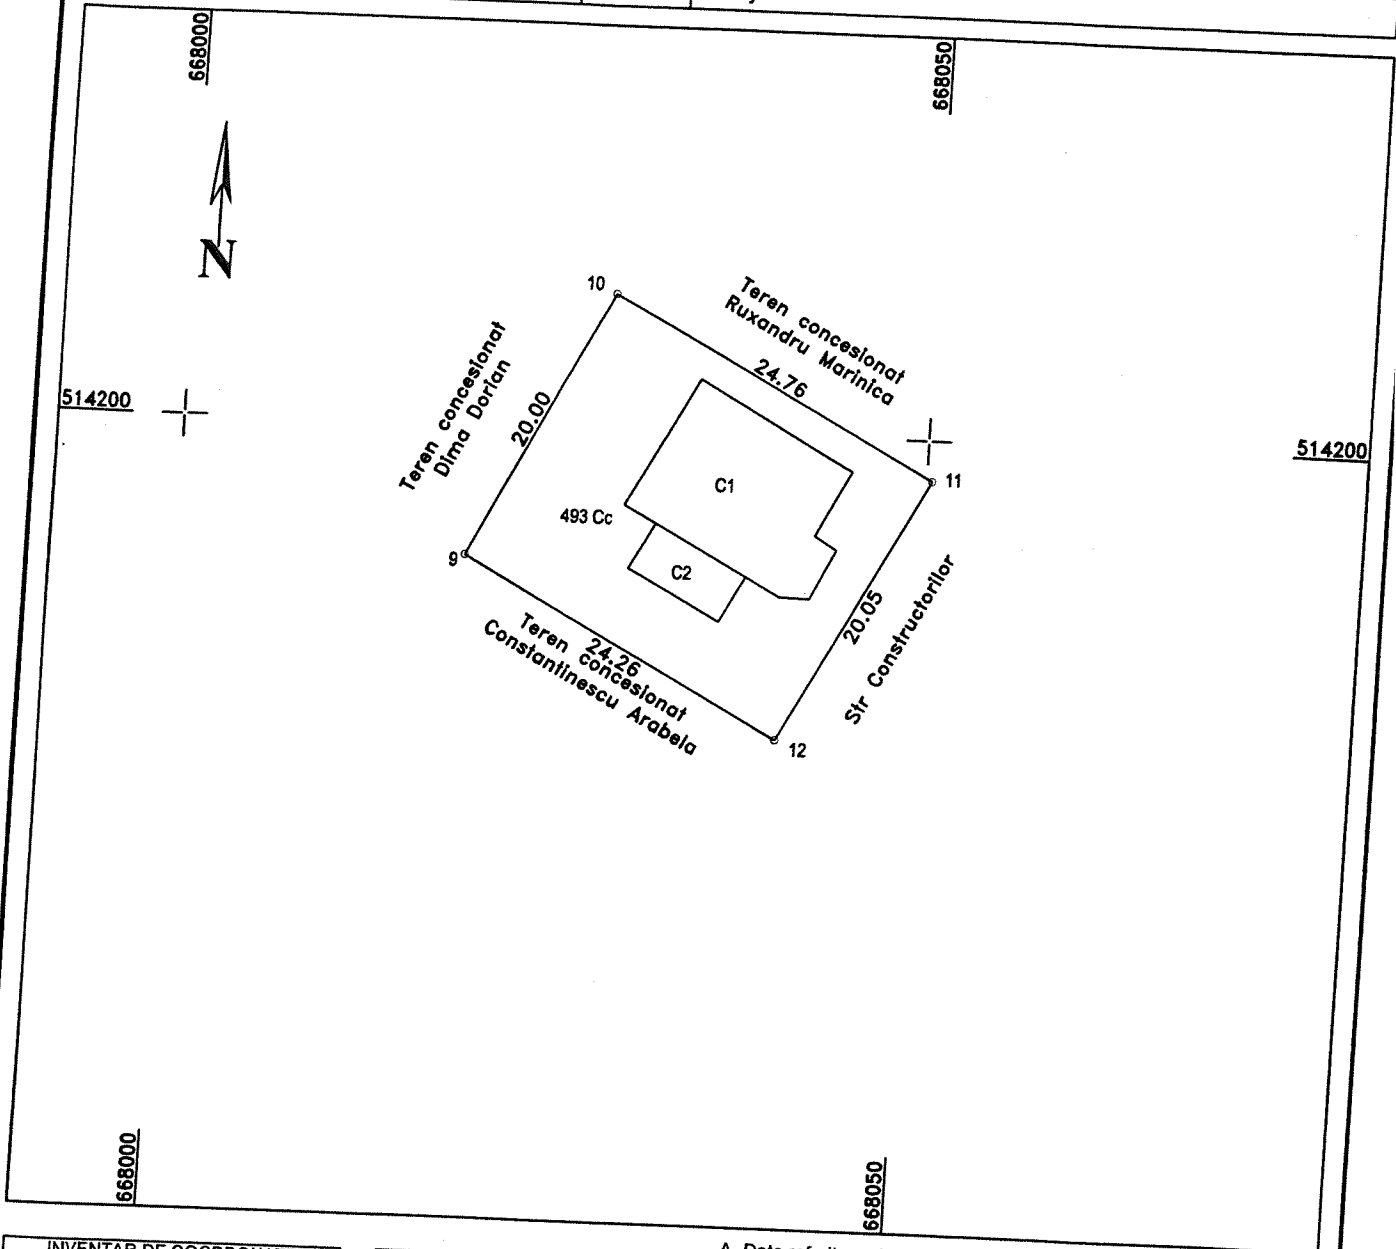 668000
668050
N
10
Teren concesionat
Ruxandru Marinica
24.76
Teren concesionat
Dima Dorian
20.00
514200
514200
11
C1
493 Cc
9
C2
20.05
Str Constructorilor
24.26
Teren concesionat
Constantinescu Arabela
12
668000
668050